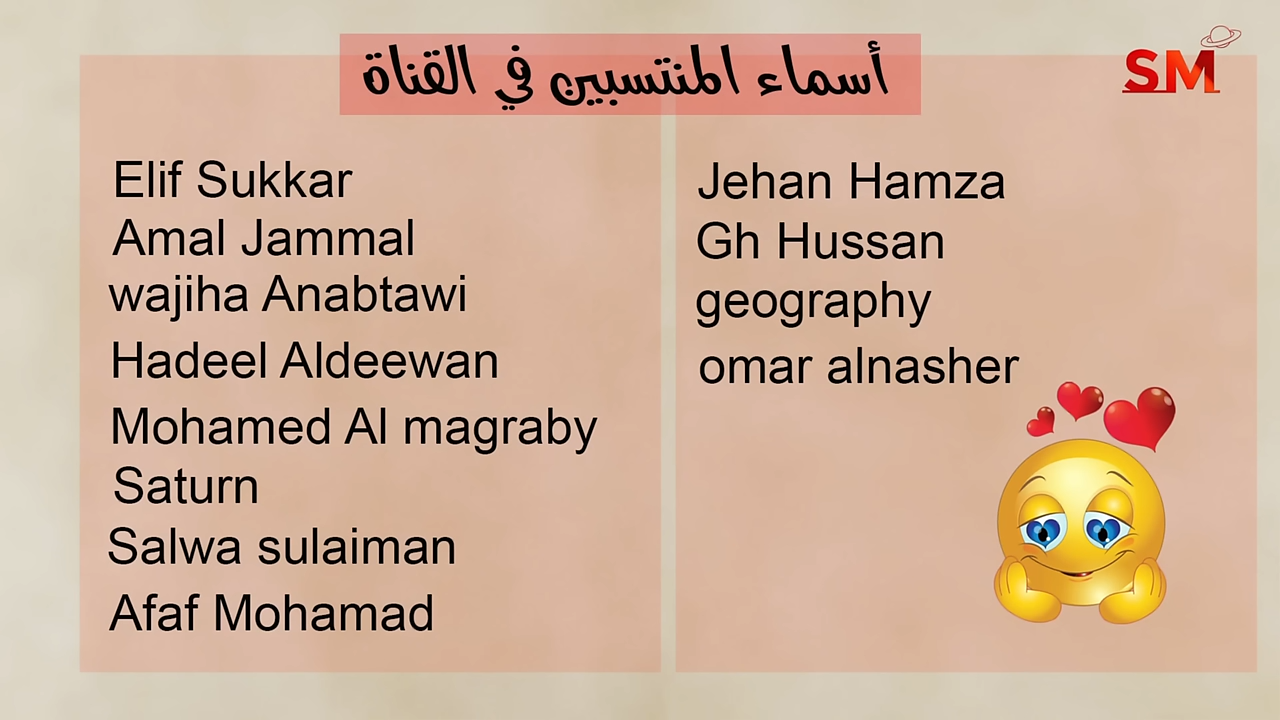 أسماء المنتسبين في القناة
SM
Elif Sukkar
Amal Jammal
wajiha Anabtawi
Hadeel Aldeewan
Mohamed Al magraby
Saturn
Salwa sulaiman
Afaf Mohamad
Jehan Hamza
Gh Hussan
geography
omar alnasher